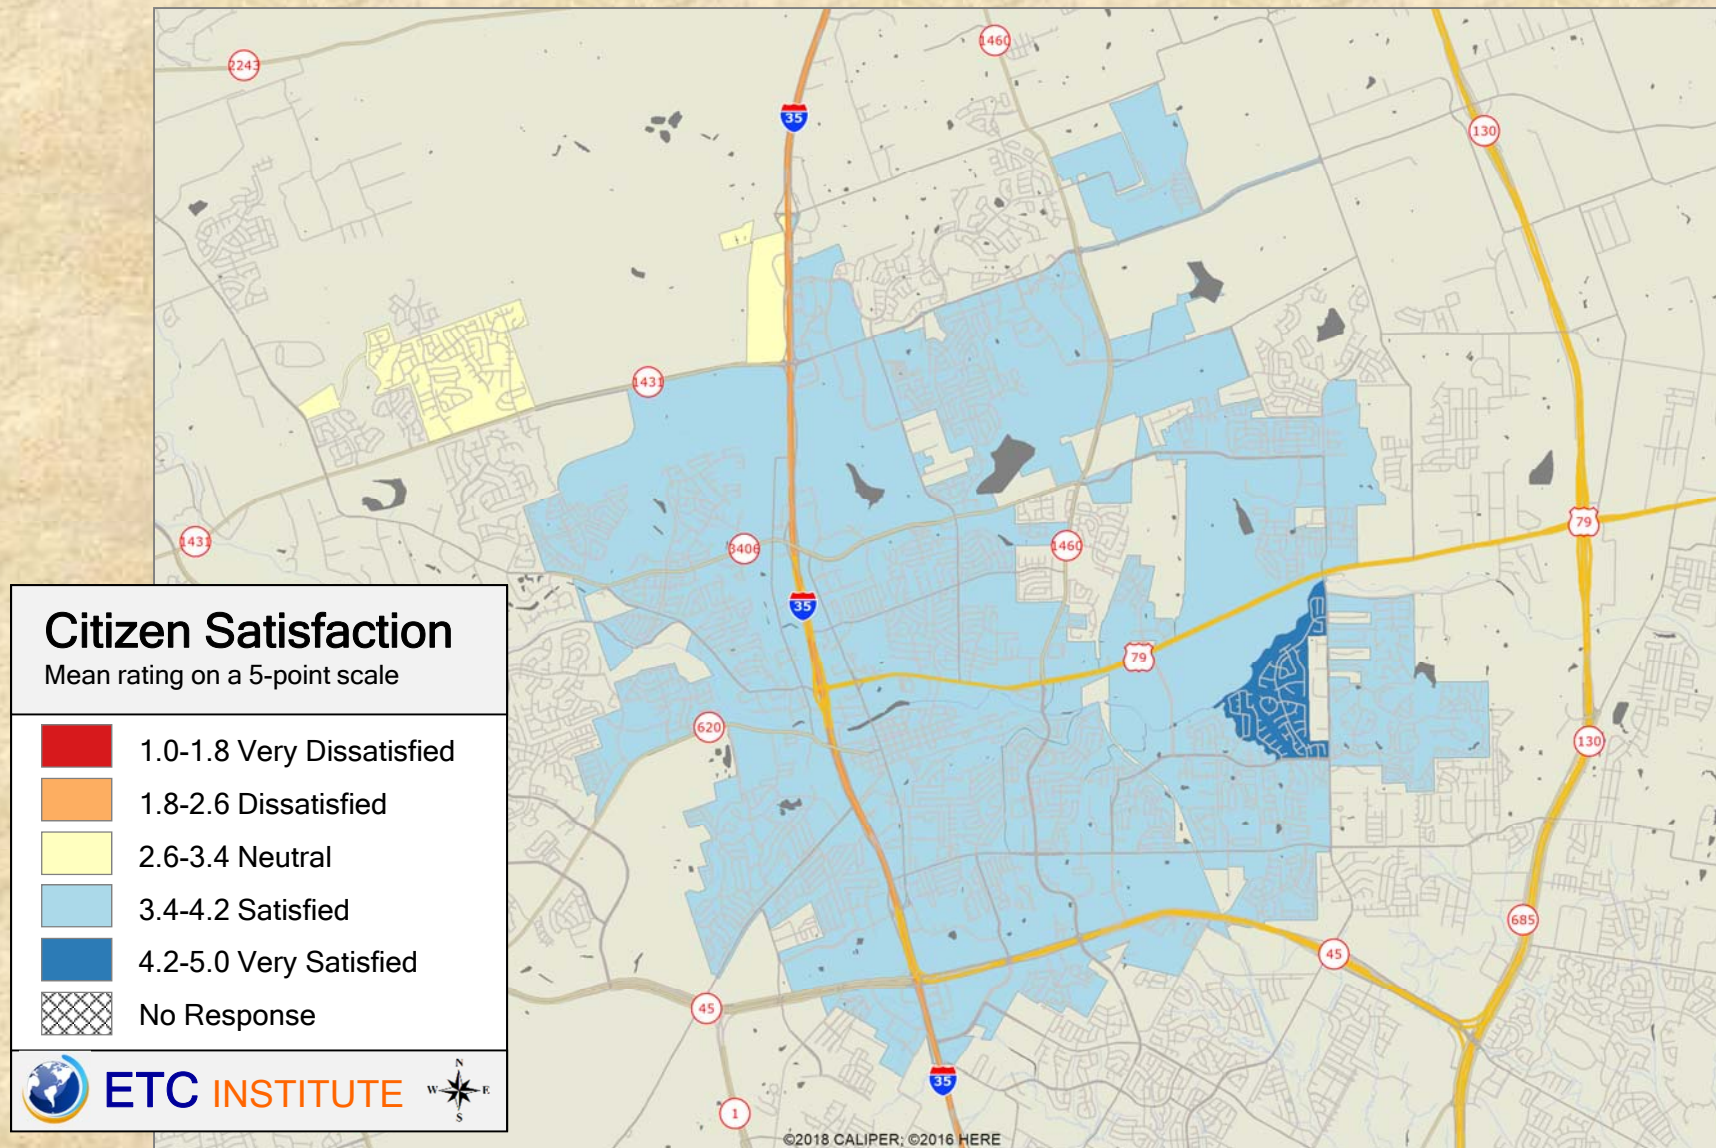 2243
1460
35
130
1431
79
1431
3406
1460
35
79
620
130
685
45
45
35
1
Citizen Satisfaction
Mean rating on a 5-point scale
1.0-1.8 Very Dissatisfied
1.8-2.6 Dissatisfied
2.6-3.4 Neutral
3.4-4.2 Satisfied
4.2-5.0 Very Satisfied
No Response
ETC INSTITUTE
N
W E
S
©2018 CALIPER; ©2016 HERE